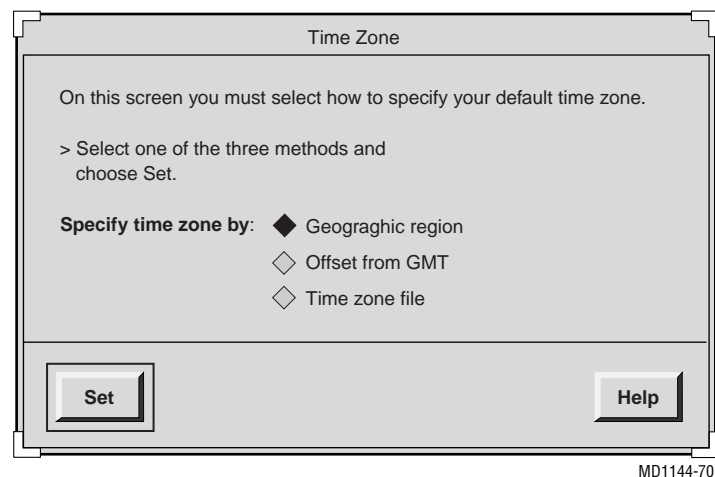 Time Zone
On this screen you must select how to specify your default time zone.
> Select one of the three methods and
choose Set.
Specify time zone by: Geograghic region
Offset from GMT
Time zone file
Set Help
MD1144-70